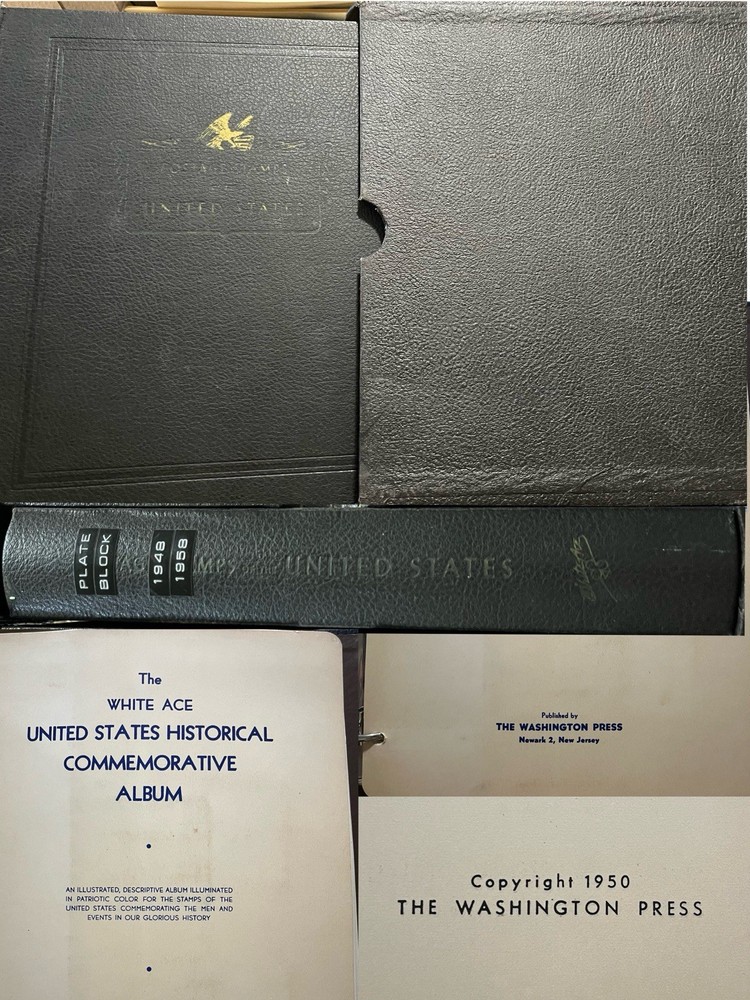 UNITED STATES
PLATE
BLOCK
1948
1958
UNITED STATES
The
WHITE ACE
UNITED STATES HISTORICAL
COMMEMORATIVE
ALBUM
AN ILLUSTRATED, DESCRIPTIVE ALBUM ILLUMINATED
IN PATRIOTIC COLOR FOR THE STAMPS OF THE
UNITED STATES COMMEMORATING THE MEN AND
EVENTS IN OUR GLORIOUS HISTORY
Published by
THE WASHINGTON PRESS
Newark 2, New Jersey
Copyright 1950
THE WASHINGTON PRESS